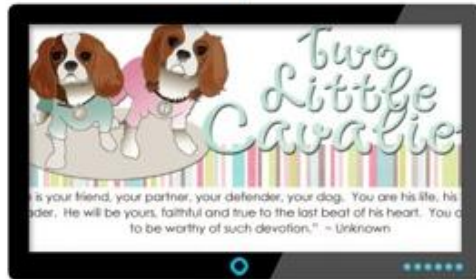 Two
Little
Cavalie
is your friend, your partner, your defender, your dog. You are his life, his
ader. He will be yours, faithful and true to the last beat of his heart. You
to be worthy of such devotion." ~ Unknown